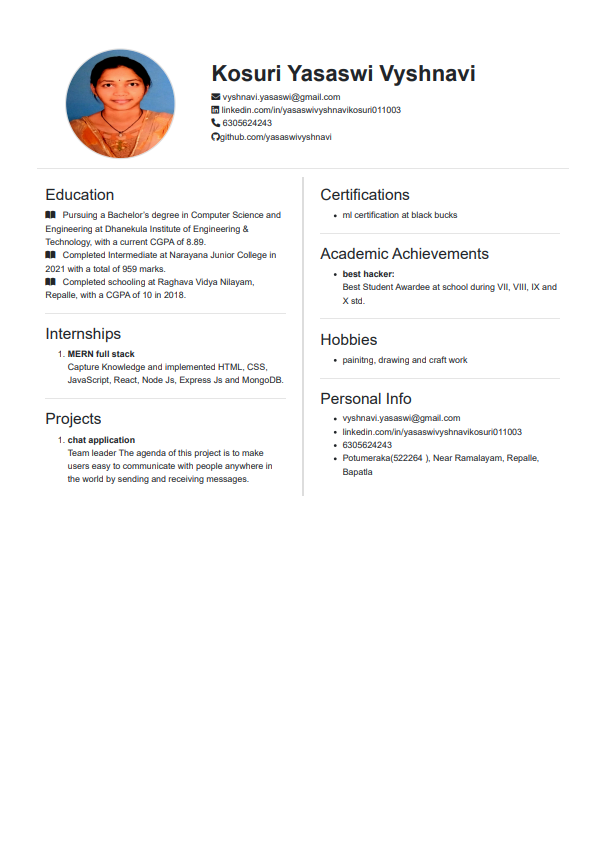 Kosuri Yasaswi Vyshnavi
vyshnavi.yasaswi@gmail.com
linkedin.com/in/yasaswivyshnavikosuri011003
6305624243
github.com/yasaswivyshnavi
Education
Pursuing a Bachelor's degree in Computer Science and
Engineering at Dhanekula Institute of Engineering &
Technology, with a current CGPA of 8.89.
Completed Intermediate at Narayana Junior College in
2021 with a total of 959 marks.
Completed schooling at Raghava Vidya Nilayam,
Repalle, with a CGPA of 10 in 2018.
Internships
1. MERN full stack
Capture Knowledge and implemented HTML, CSS,
JavaScript, React, Node Js, Express Js and MongoDB.
Projects
1. chat application
Team leader The agenda of this project is to make
users easy to communicate with people anywhere in
the world by sending and receiving messages.
Certifications
• ml certification at black bucks
Academic Achievements
• best hacker:
Best Student Awardee at school during VII, VIII, IX and
X std.
Hobbies
• painitng, drawing and craft work
Personal Info
• vyshnavi.yasaswi@gmail.com
• linkedin.com/in/yasaswivyshnavikosuri011003
• 6305624243
• Potumeraka(522264 ), Near Ramalayam, Repalle,
Bapatla